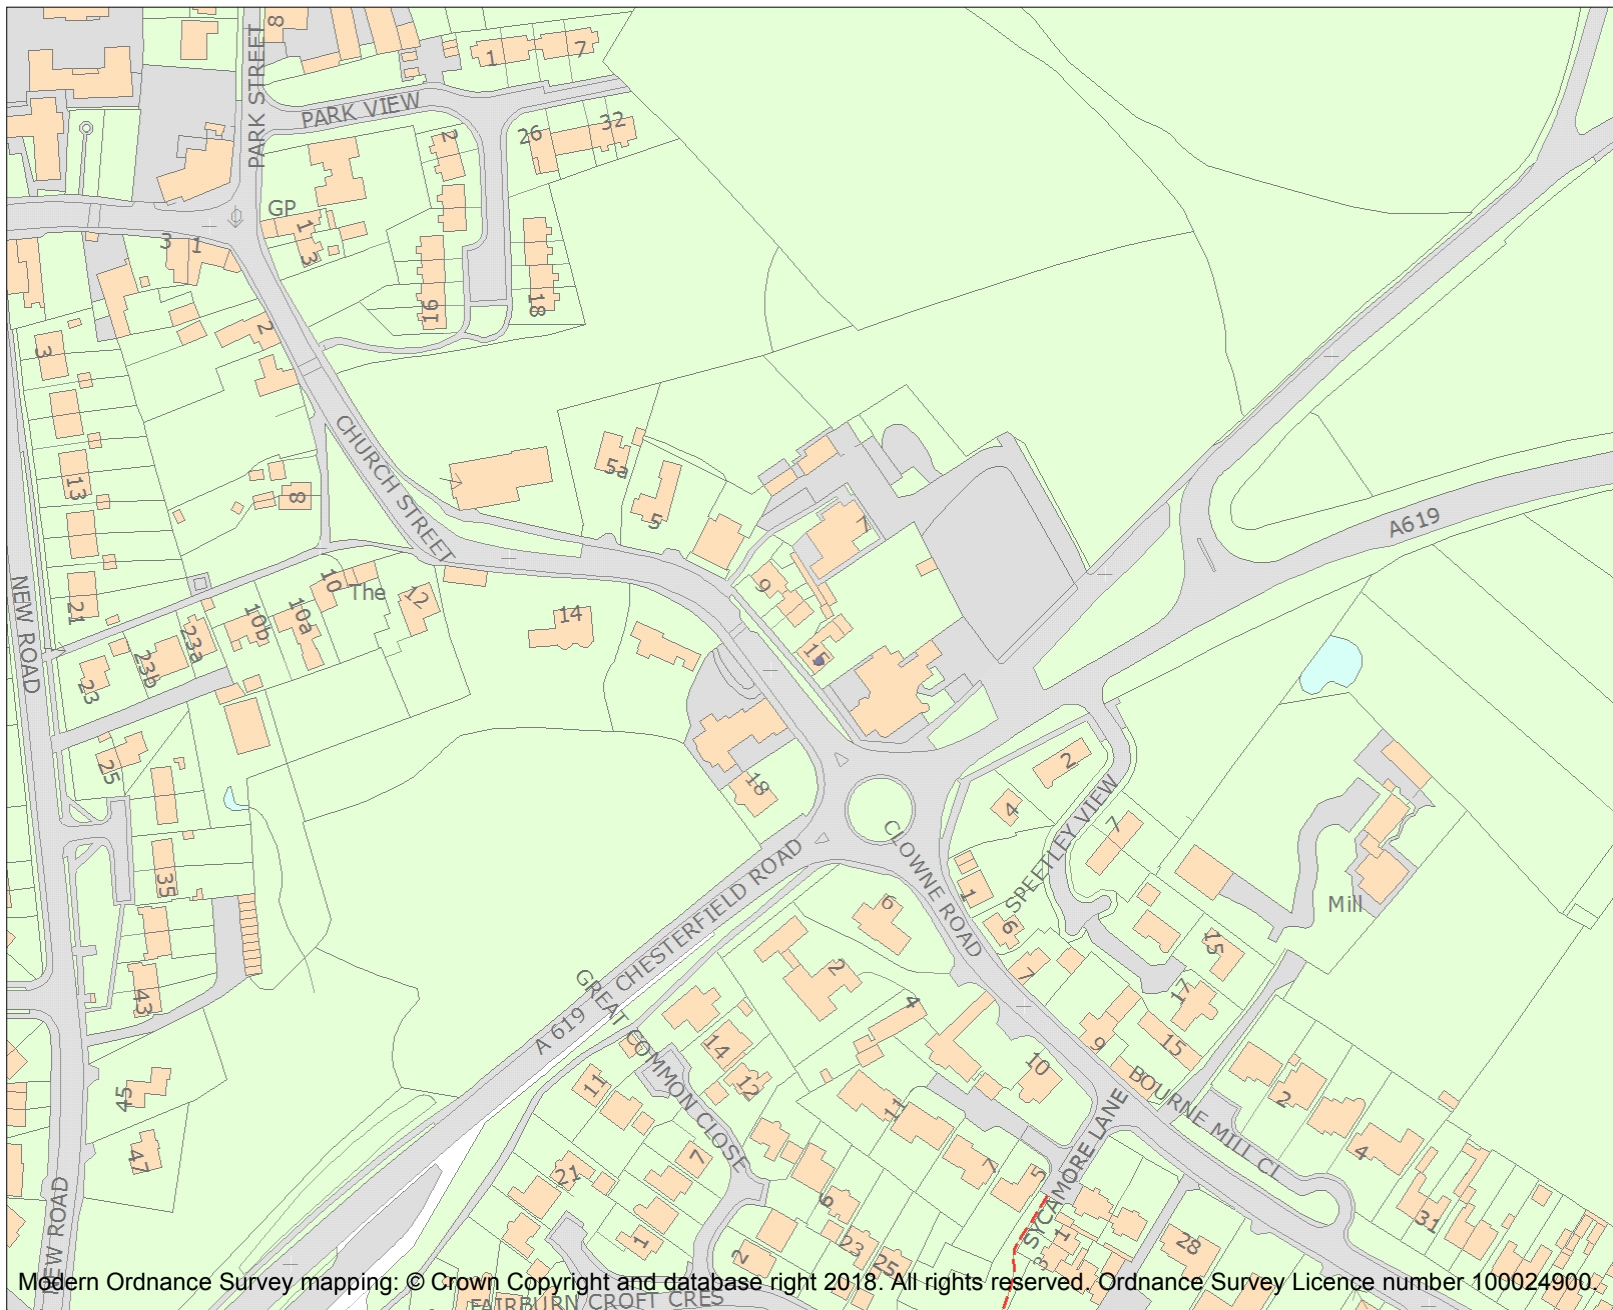 8
PARK STREET
1
7
PARK VIEW
2
26
32
GP
1
3
3
1
16
18
2
3
5a
13
8
5
7
CHURCH STREET
A619
NEW ROAD
21
10
The
12
9
10b
10a
14
23a
23b
23
15
25
18
2
4
7
SPEETLEY VIEW
CLOWNE ROAD
35
1
6
6
Mill
A 619 CHESTERFIELD ROAD
15
7
2
17
43
GREAT COMMON CLOSE
4
14
9
15
10
12
11
11
45
BOURNE MILL CL
2
SYCAMORE LANE
4
47
7
7
5
21
9
31
NEW ROAD
1
23
1
28
2
25
3
FAIRBURN CROFT CRES
Modern Ordnance Survey mapping: © Crown Copyright and database right 2018. All rights reserved. Ordnance Survey Licence number 100024900.